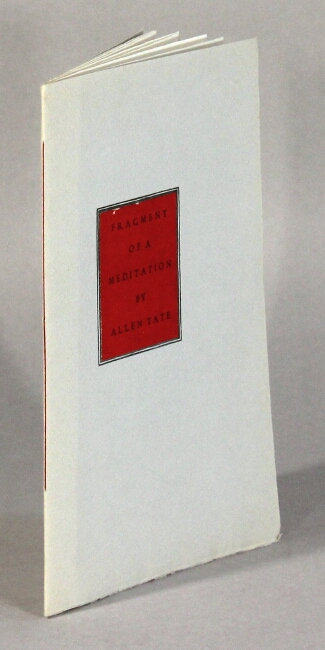 FRAGMENT
OF A
MEDITATION
BY
ALLEN TATE